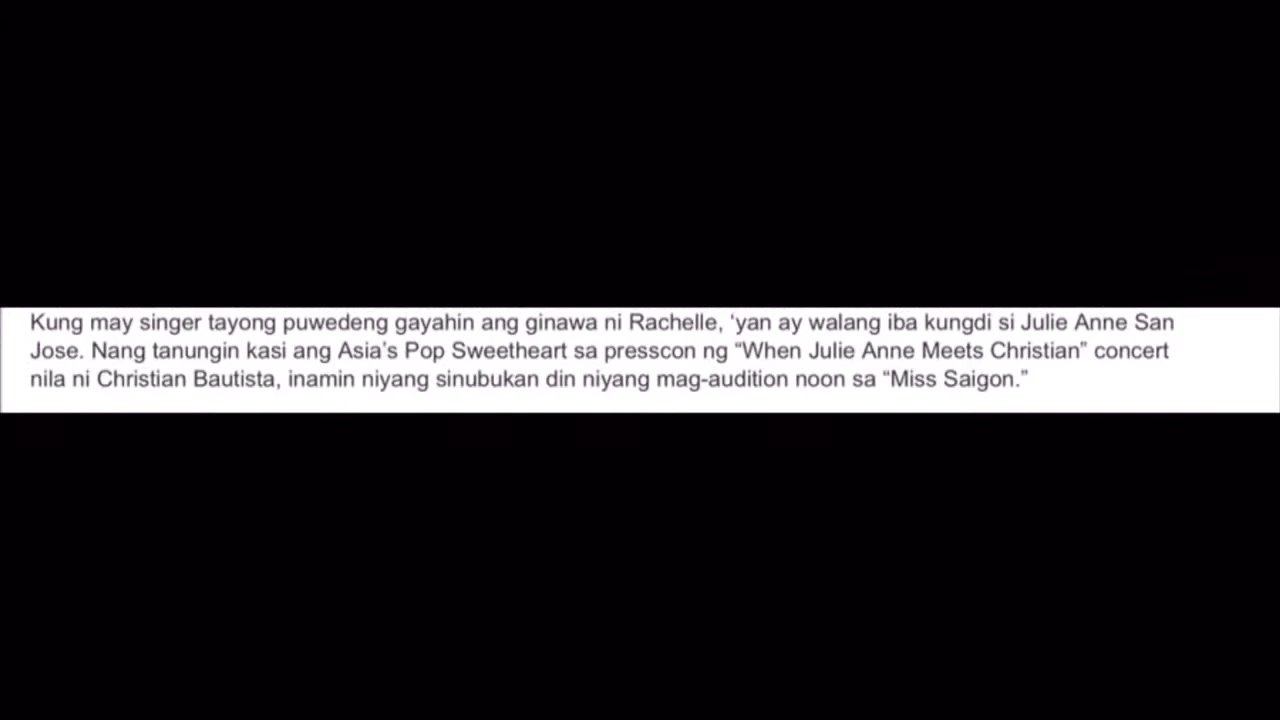 Kung may singer tayong puwedeng gayahin ang ginawa ni Rachelle, ‘yan ay walang iba kungdi si Julie Anne San
Jose. Nang tanungin kasi ang Asia’s Pop Sweetheart sa presscon ng “When Julie Anne Meets Christian” concert
nila ni Christian Bautista, inamin niyang sinubukan din niyang mag-audition noon sa “Miss Saigon.”